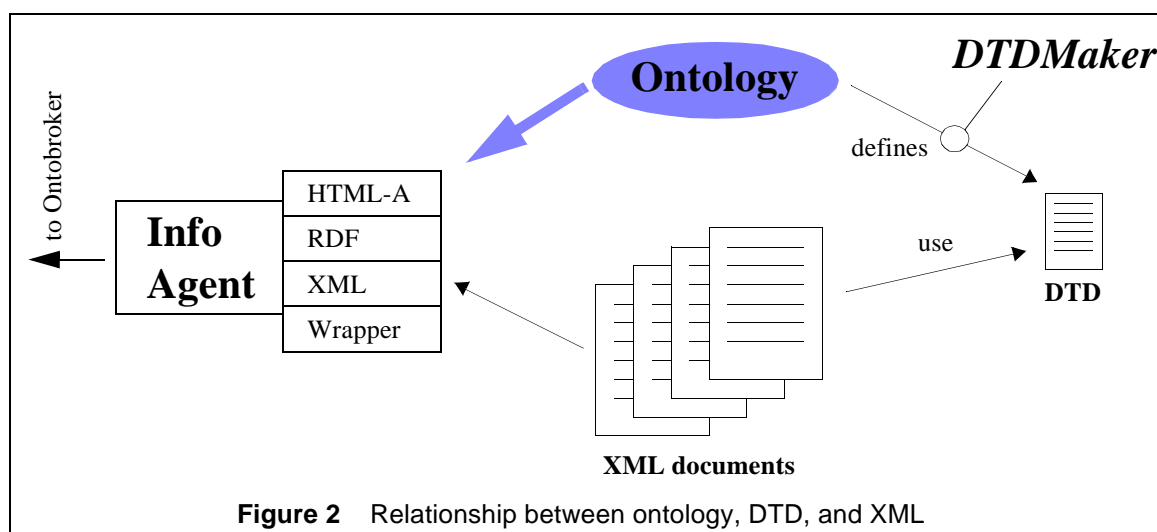 DTDMaker
Ontology
defines
to Ontobroker
HTML-A
Info
Agent
RDF
XML
Wrapper
use
DTD
XML documents
Figure 2 Relationship between ontology, DTD, and XML